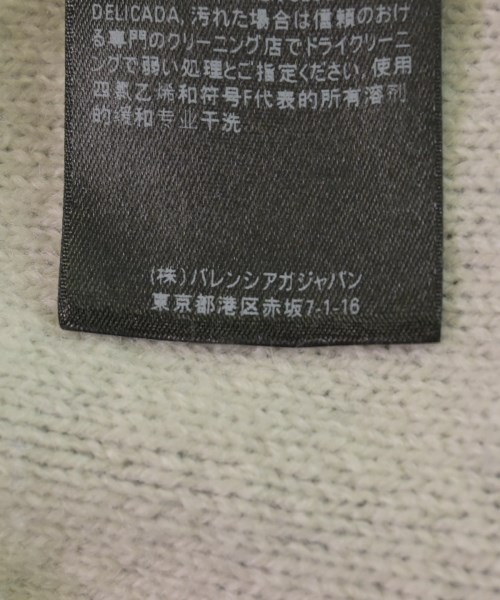 DELICADA, 汚れた場合は信頼のおけ
る専門のクリーニング店でドライクリーニ
ングで弱い処理とご指定ください, 使用
四氯乙烯和符号F代表的所有溶剂
的缓和专业干洗
(株) バレンシアガジャパン
東京都港区赤坂7-1-16